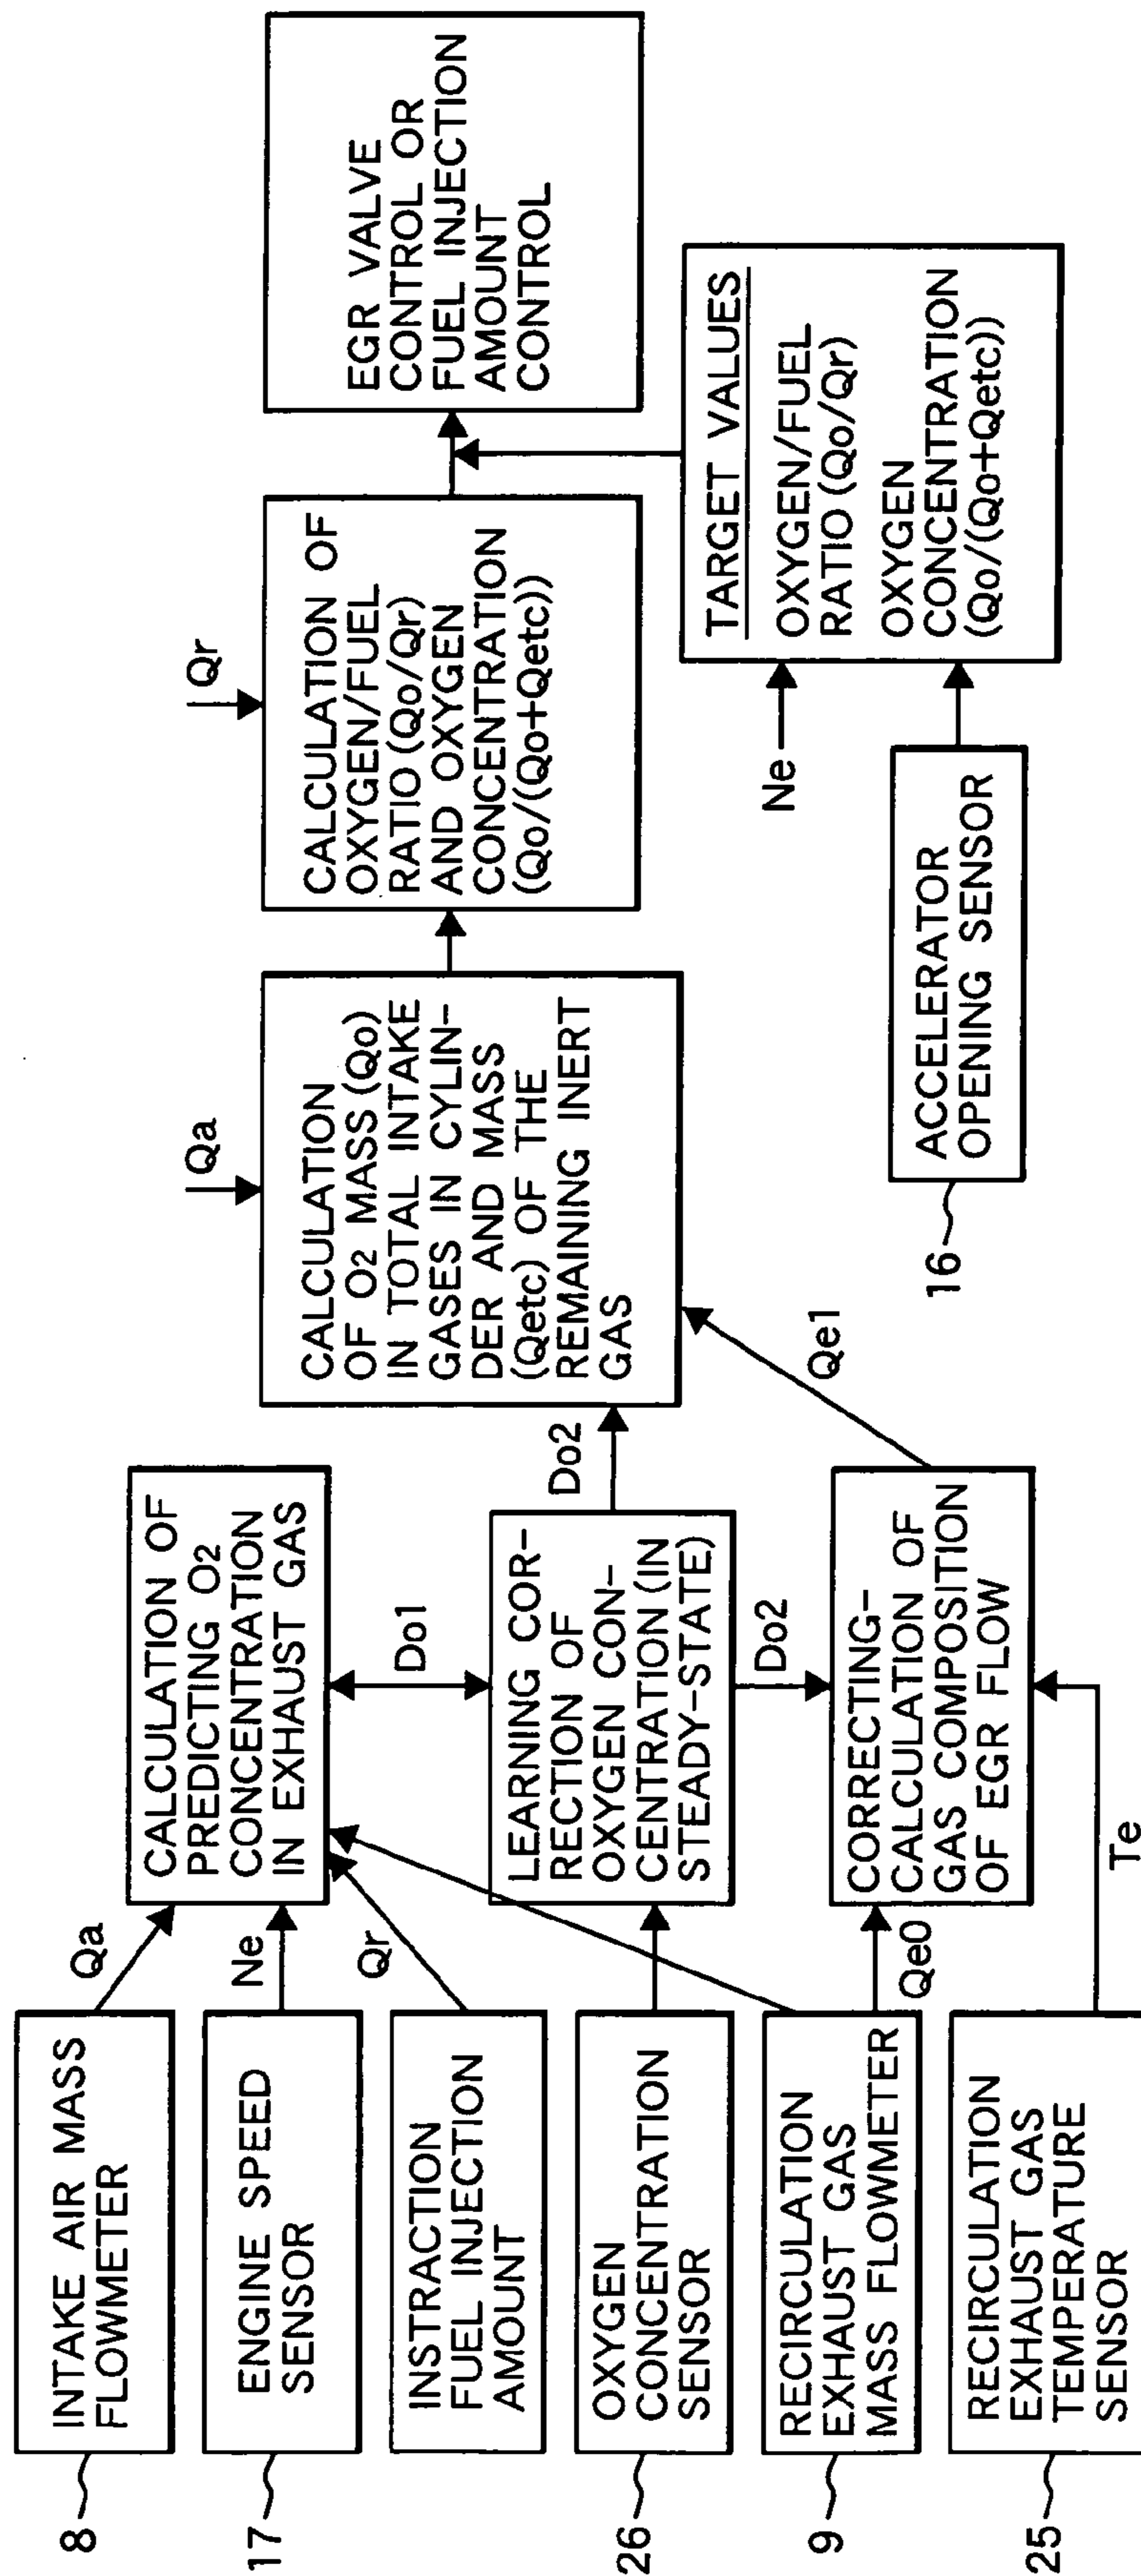 8
INTAKE AIR MASS
FLOWMETER
17
ENGINE SPEED
SENSOR
INSTRACTION
FUEL INJECTION
AMOUNT
26
OXYGEN
CONCENTRATION
SENSOR
9
RECIRCULATION
EXHAUST GAS
MASS FLOWMETER
25
RECIRCULATION
EXHAUST GAS
TEMPERATURE
SENSOR
Qa
Ne
Qr
Qe0
Te
CALCULATION OF
PREDICTING O2
CONCENTRATION
IN EXHAUST GAS
Do1
LEARNING COR-
RECTION OF
OXYGEN CON-
CENTRATION (IN
STEADY-STATE)
Do2
CORRECTING-
CALCULATION OF
GAS COMPOSITION
OF EGR FLOW
Do2
Qe1
Qa
CALCULATION
OF O2 MASS (Qo)
IN TOTAL INTAKE
GASES IN CYLIN-
DER AND MASS
(Qetc) OF THE
REMAINING INERT
GAS
16
ACCELERATOR
OPENING SENSOR
Qr
CALCULATION OF
OXYGEN/FUEL
RATIO (Qo/Qr)
AND OXYGEN
CONCENTRATION
(Qo/(Qo+Qetc))
Ne
TARGET VALUES
OXYGEN/FUEL
RATIO (Qo/Qr)
OXYGEN
CONCENTRATION
(Qo/(Qo+Qetc))
EGR VALVE
CONTROL OR
FUEL INJECTION
AMOUNT
CONTROL